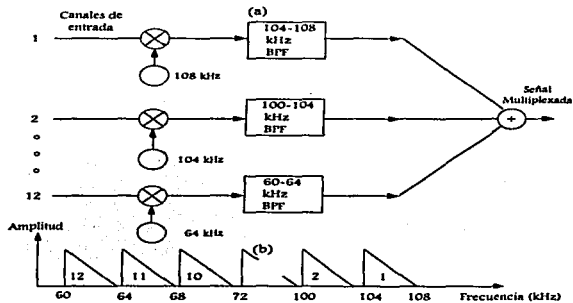 Canales de
entrada
(a)
1
104-108
kHz
BPF
108 kHz
Señal
Multiplexada
2
100-104
kHz
BPF
+
104 kHz
12
60-64
kHz
BPF
64 kHz
Amplitud
(b)
12
11
10
2
1
60
64
68
72
100
104
108
Frecuencia (kHz)